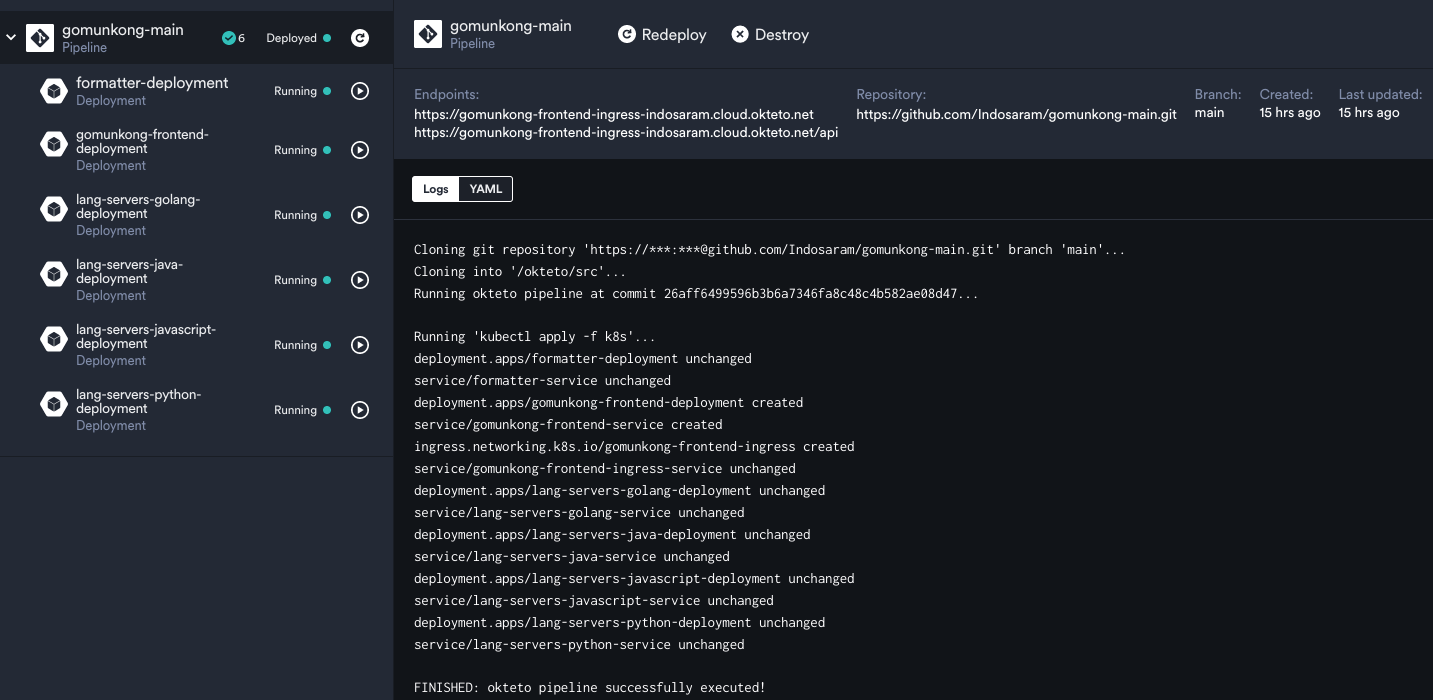 gomunkong-main
Pipeline
6
Deployed
formatter-deployment
Deployment
Running
gomunkong-frontend-
deployment
Deployment
Running
lang-servers-golang-
deployment
Deployment
Running
lang-servers-java-
deployment
Deployment
Running
lang-servers-javascript-
deployment
Deployment
Running
lang-servers-python-
deployment
Deployment
Running
gomunkong-main
Pipeline
Redeploy
Destroy
Endpoints:
https://gomunkong-frontend-ingress-indosaram.cloud.okteto.net
https://gomunkong-frontend-ingress-indosaram.cloud.okteto.net/api
Repository:
https://github.com/Indosaram/gomunkong-main.git
Branch:
main
Created:
15 hrs ago
Last updated:
15 hrs ago
Logs
YAML
Cloning git repository 'https://***:***@github.com/Indosaram/gomunkong-main.git' branch 'main'...
Cloning into '/okteto/src'...
Running okteto pipeline at commit 26aff6499596b3b6a7346fa8c48c4b582ae08d47...
Running 'kubectl apply -f k8s'...
deployment.apps/formatter-deployment unchanged
service/formatter-service unchanged
deployment.apps/gomunkong-frontend-deployment created
service/gomunkong-frontend-service created
ingress.networking.k8s.io/gomunkong-frontend-ingress created
service/gomunkong-frontend-ingress-service unchanged
deployment.apps/lang-servers-golang-deployment unchanged
service/lang-servers-golang-service unchanged
deployment.apps/lang-servers-java-deployment unchanged
service/lang-servers-java-service unchanged
deployment.apps/lang-servers-javascript-deployment unchanged
service/lang-servers-javascript-service unchanged
deployment.apps/lang-servers-python-deployment unchanged
service/lang-servers-python-service unchanged
FINISHED: okteto pipeline successfully executed!